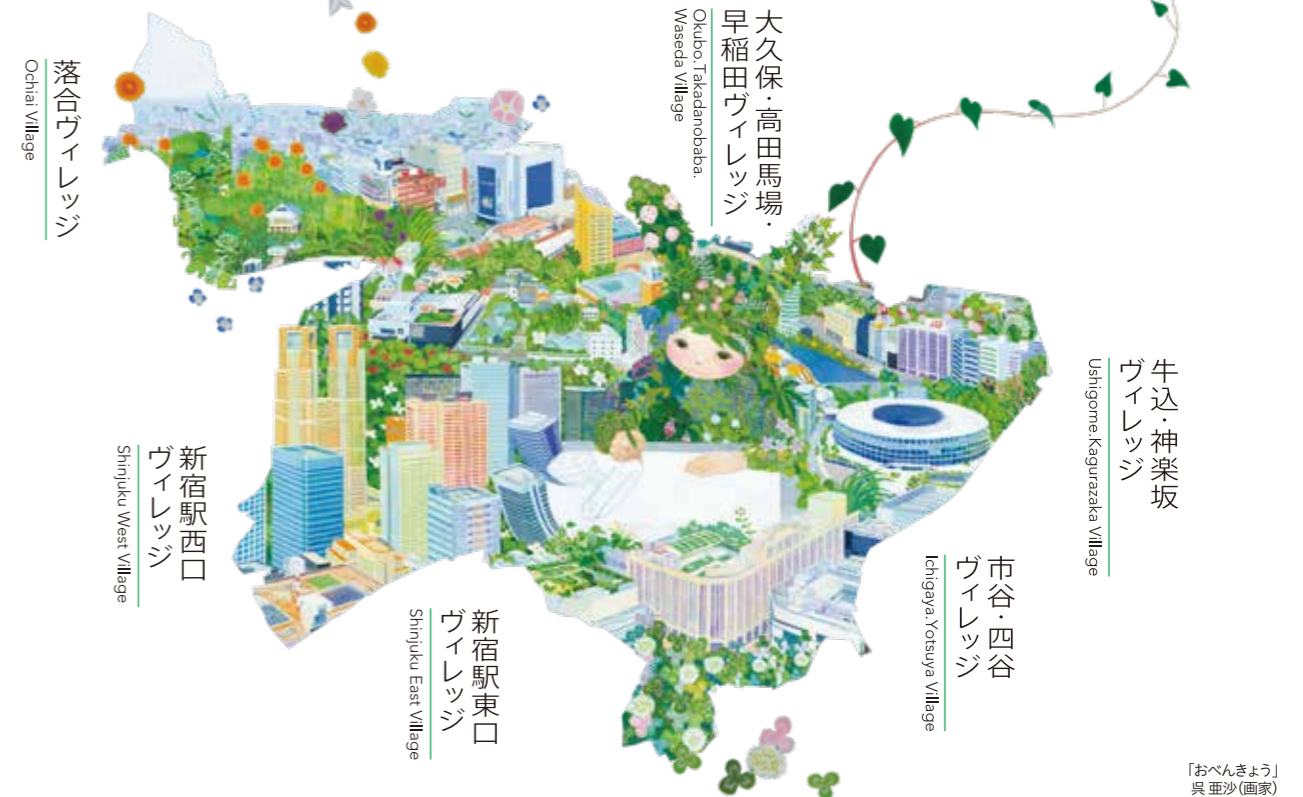 落合ヴィレッジ
Ochiai Village
大久保・高田馬場・
早稲田ヴィレッジ
Okubo.Takadanobaba.
Waseda Village
牛込・神楽坂
ヴィレッジ
Ushigome.Kagurazaka Village
新宿駅西口
ヴィレッジ
Shinjuku West Village
新宿駅東口
ヴィレッジ
Shinjuku East Village
市谷・四谷
ヴィレッジ
Ichigaya.Yotsuya Village
「おべんきょう」
呉 亜沙(画家)